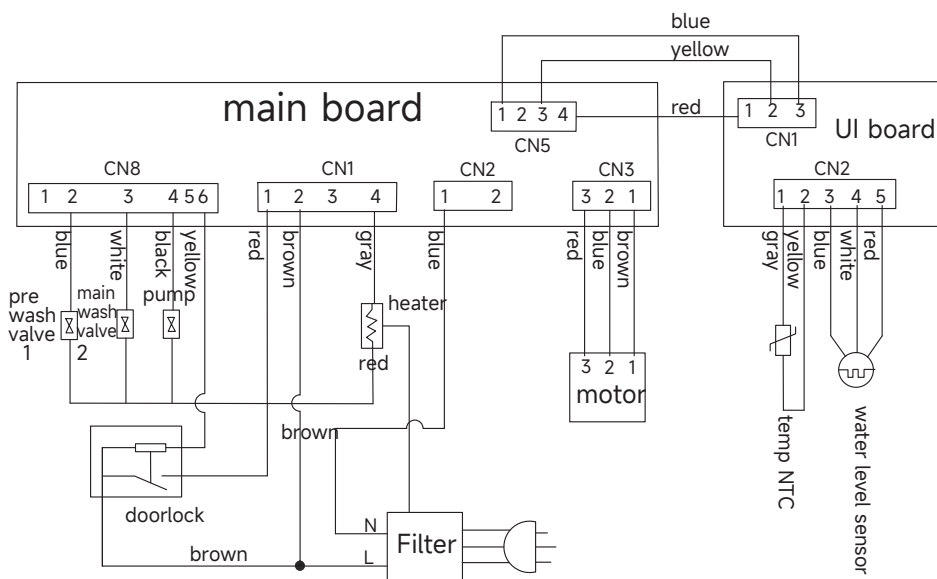 blue
yellow
main board
1 2 3 4
CN5
red
1 2 3
CN1
UI board
CN8
1 2 3 4 5 6
CN1
1 2 3 4
CN2
1 2
CN3
3 2 1
CN2
1 2 3 4 5
blue
white
black
yellow
red
brown
gray
blue
red
blue
brown
gray
yellow
blue
white
red
pre
wash
valve
1
main
wash
valve
2
pump
heater
red
3 2 1
motor
brown
temp NTC
water level sensor
doorlock
brown
N
L
Filter